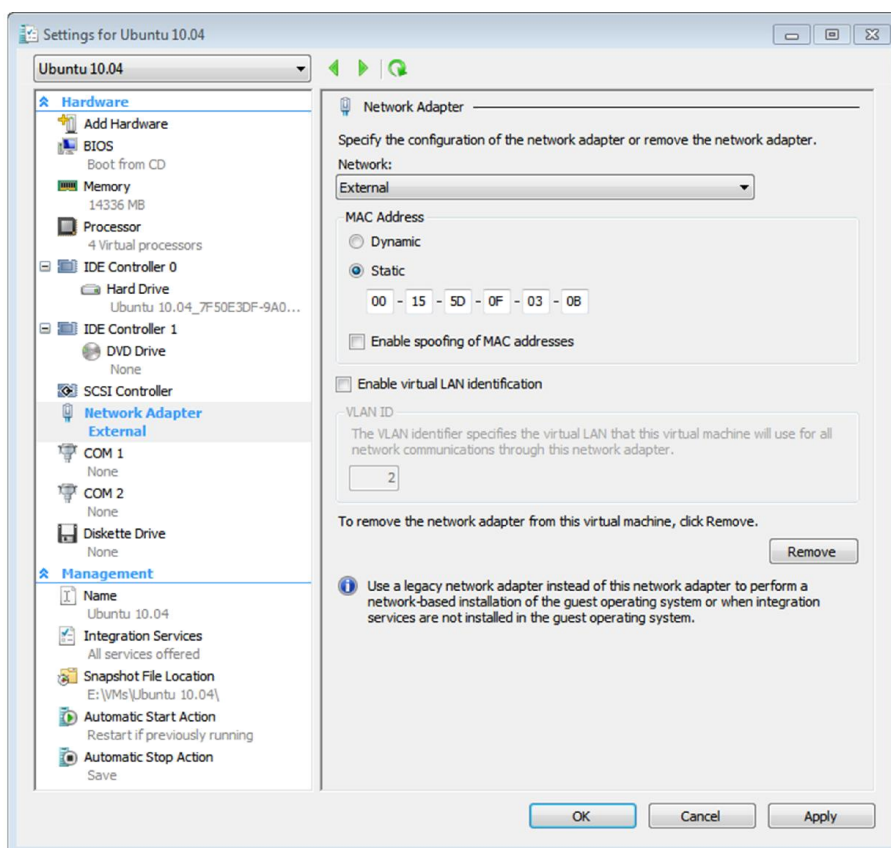 Settings for Ubuntu 10.04
Ubuntu 10.04
Hardware
Add Hardware
BIOS
Boot from CD
Memory
14336 MB
Processor
4 Virtual processors
IDE Controller 0
Hard Drive
Ubuntu 10.04_7F50E3DF-9A0...
IDE Controller 1
DVD Drive
None
SCSI Controller
Network Adapter
External
COM 1
None
COM 2
None
Diskette Drive
None
Management
Name
Ubuntu 10.04
Integration Services
All services offered
Snapshot File Location
E:\VMs\Ubuntu 10.04\
Automatic Start Action
Restart if previously running
Automatic Stop Action
Save
Network Adapter
Specify the configuration of the network adapter or remove the network adapter.
Network:
External
MAC Address
Dynamic
Static
00 - 15 - 5D - 0F - 03 - 0B
Enable spoofing of MAC addresses
Enable virtual LAN identification
VLAN ID
The VLAN identifier specifies the virtual LAN that this virtual machine will use for all
network communications through this network adapter.
2
To remove the network adapter from this virtual machine, click Remove.
Remove
Use a legacy network adapter instead of this network adapter to perform a
network-based installation of the guest operating system or when integration
services are not installed in the guest operating system.
OK Cancel Apply